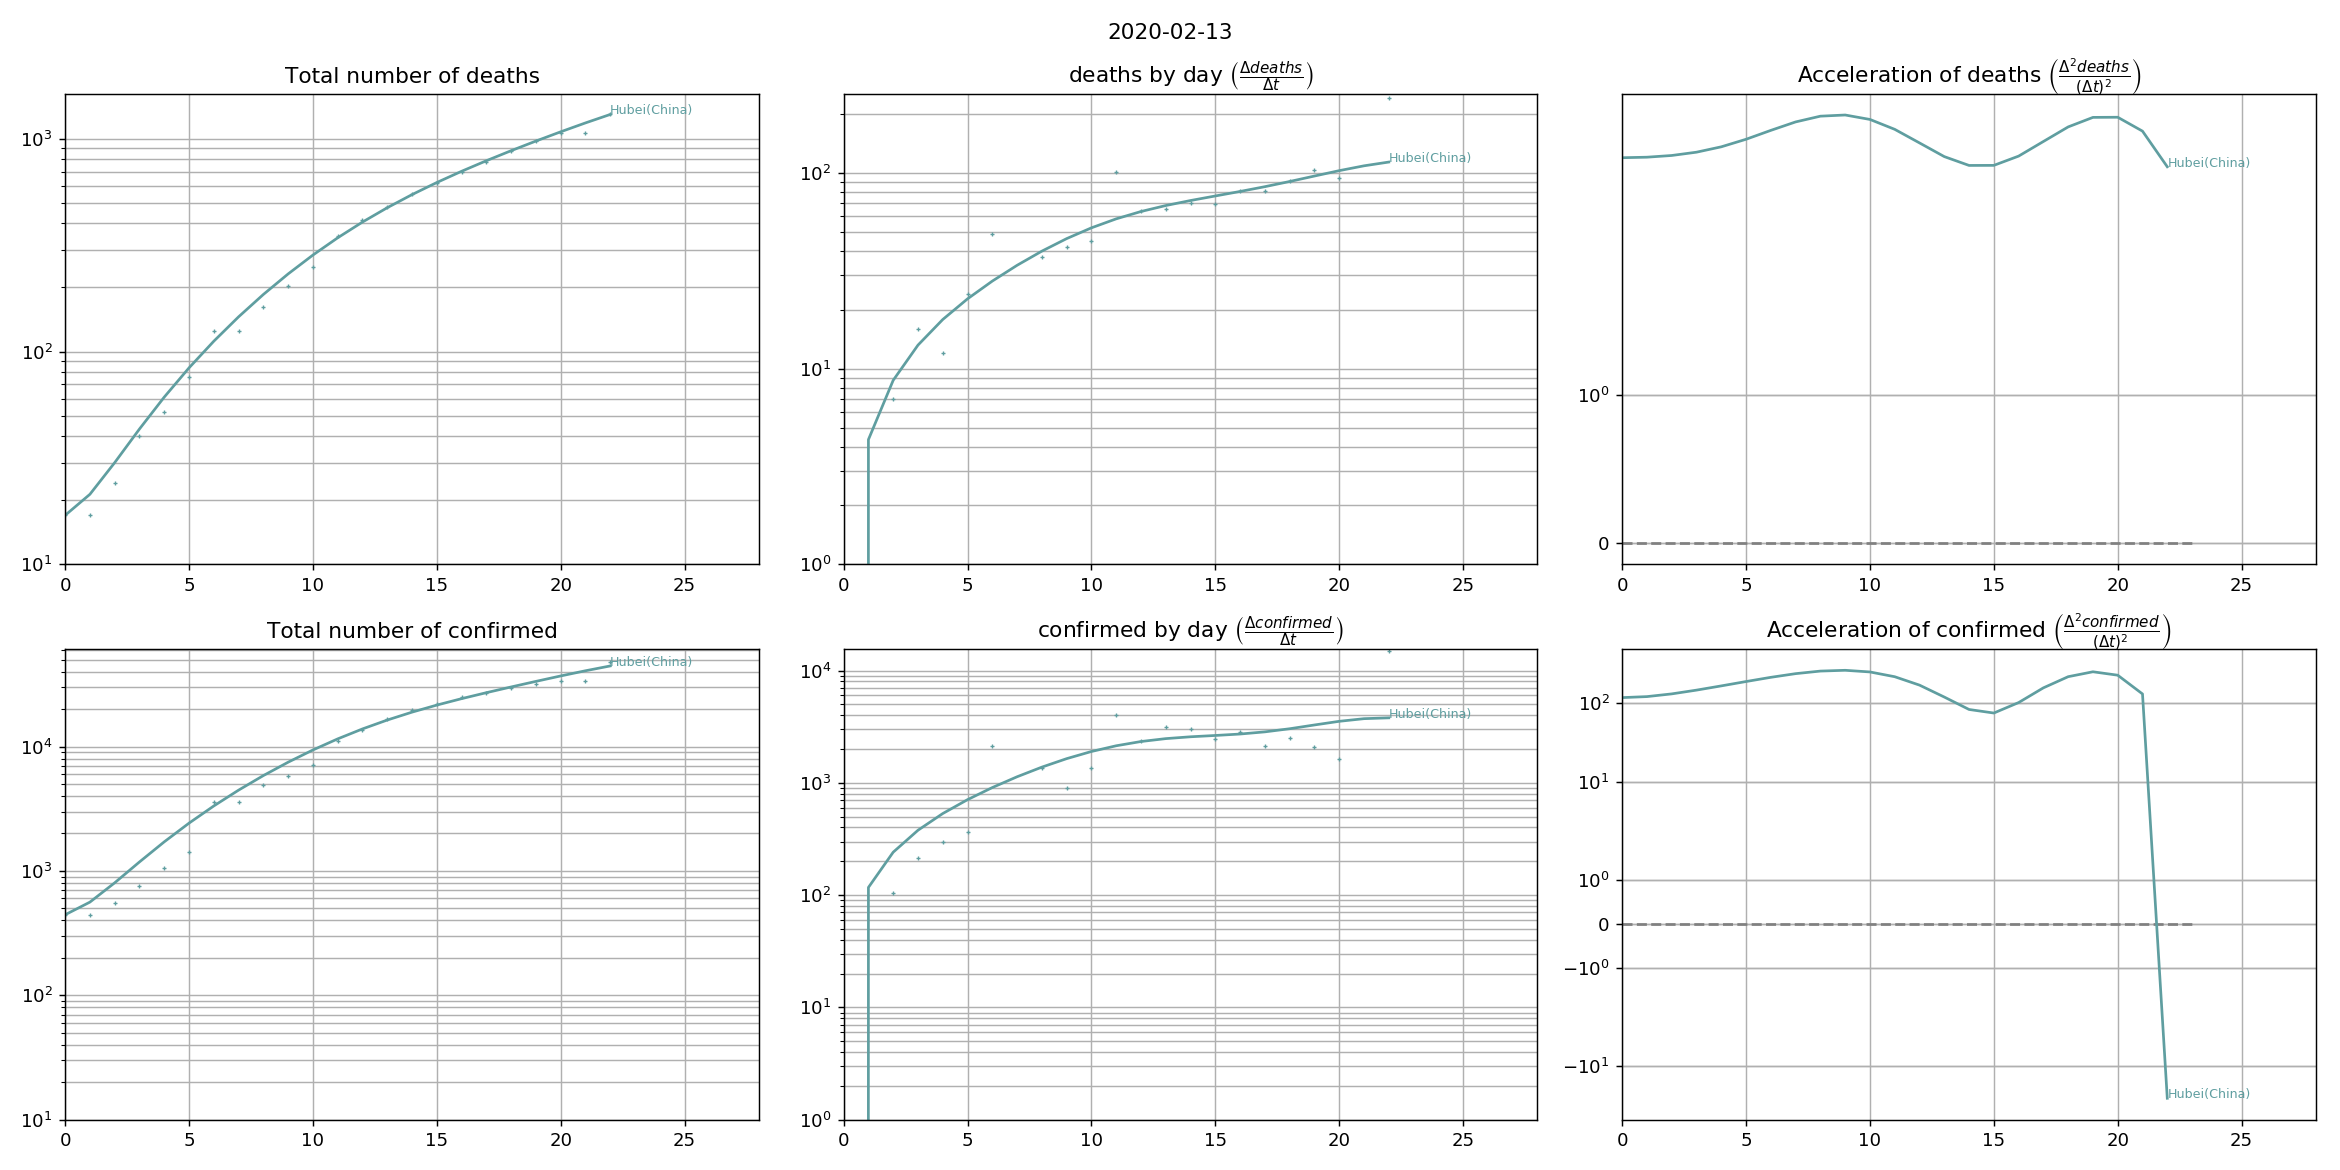 2020-02-13
Total number of deaths
deaths by day (Δdeaths/Δt)
Acceleration of deaths (Δ²deaths/(Δt)²)
10³
10²
10¹
0 5 10 15 20 25
Hubei(China)
10²
10¹
10⁰
0 5 10 15 20 25
Hubei(China)
10⁰
0
0 5 10 15 20 25
Hubei(China)
Total number of confirmed
confirmed by day (Δconfirmed/Δt)
Acceleration of confirmed (Δ²confirmed/(Δt)²)
10⁴
10³
10²
10¹
0 5 10 15 20 25
Hubei(China)
10⁴
10³
10²
10¹
10⁰
0 5 10 15 20 25
Hubei(China)
10²
10¹
10⁰
0
−10⁰
−10¹
0 5 10 15 20 25
Hubei(China)